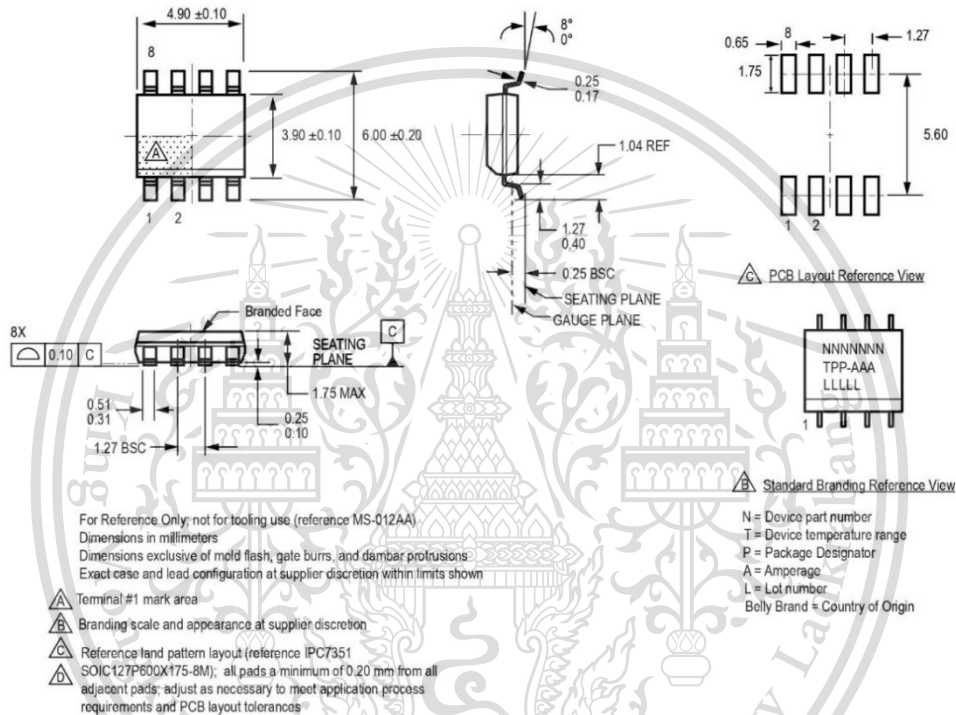 4.90 ±0.10
8
A
3.90 ±0.10
6.00 ±0.20
1 2
8°
0°
0.25
0.17
1.04 REF
1.27
0.40
0.25 BSC
SEATING PLANE
GAUGE PLANE
0.65
8
1.27
1.75
5.60
1 2
C PCB Layout Reference View
8X
0.10 C
Branded Face
SEATING
PLANE
C
1.75 MAX
0.51
0.31
0.25
0.10
1.27 BSC
NNNNNNN
TPP-AAA
LLLLL
1
B Standard Branding Reference View
N = Device part number
T = Device temperature range
P = Package Designator
A = Amperage
L = Lot number
Belly Brand = Country of Origin
For Reference Only; not for tooling use (reference MS-012AA)
Dimensions in millimeters
Dimensions exclusive of mold flash, gate burrs, and dambar protrusions
Exact case and lead configuration at supplier discretion within limits shown
A Terminal #1 mark area
B Branding scale and appearance at supplier discretion
C Reference land pattern layout (reference IPC7351
D SOIC127P600X175-8M); all pads a minimum of 0.20 mm from all
adjacent pads; adjust as necessary to meet application process
requirements and PCB layout tolerances